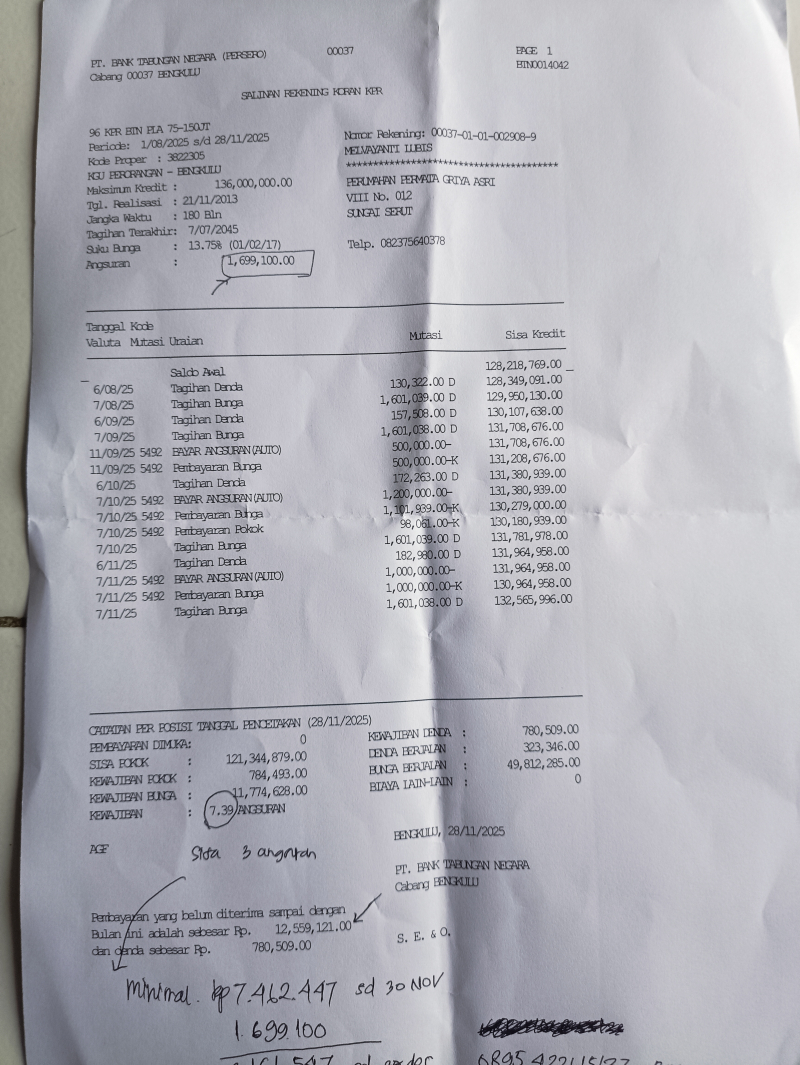 PT. BANK TABUNGAN NEGARA (PERSERO) 00037 PAGE 1
Cabang 00037 BENGKULU BIN0014042
SALINAN REKENING KORAN KPR
96 KPR BTN PLA 75-150JT
Periode: 1/08/2025 s/d 28/11/2025 Nomor Rekening: 00037-01-01-002908-9
Kode Proper : 3822305 MELVAYANTI LUBIS
KGU PERORANGAN - BENGKULU *****************************************
Maksimum Kredit : 136,000,000.00 PERUMAHAN PERMATA GRIYA ASRI
Tgl. Realisasi : 21/11/2013 VIII No. 012
Jangka Waktu : 180 Bln SUNGAI SERUT
Tagihan Terakhir: 7/07/2045
Suku Bunga : 13.75% (01/02/17) Telp. 082375640378
Angsuran : 1,699,100.00
Tanggal Kode
Valuta Mutasi Uraian Mutasi Sisa Kredit
Saldo Awal 128,218,769.00
6/08/25 Tagihan Denda 130,322.00 D 128,349,091.00
7/08/25 Tagihan Bunga 1,601,039.00 D 129,950,130.00
6/09/25 Tagihan Denda 157,508.00 D 130,107,638.00
7/09/25 Tagihan Bunga 1,601,038.00 D 131,708,676.00
11/09/25 5492 BAYAR ANGSURAN(AUTO) 500,000.00- 131,708,676.00
11/09/25 5492 Pembayaran Bunga 500,000.00-K 131,208,676.00
6/10/25 Tagihan Denda 172,263.00 D 131,380,939.00
7/10/25 5492 BAYAR ANGSURAN(AUTO) 1,200,000.00- 131,380,939.00
7/10/25 5492 Pembayaran Bunga 1,101,939.00-K 130,279,000.00
7/10/25 5492 Pembayaran Pokok 98,061.00-K 130,180,939.00
7/10/25 Tagihan Bunga 1,601,039.00 D 131,781,978.00
6/11/25 Tagihan Denda 182,980.00 D 131,964,958.00
7/11/25 5492 BAYAR ANGSURAN(AUTO) 1,000,000.00- 131,964,958.00
7/11/25 5492 Pembayaran Bunga 1,000,000.00-K 130,964,958.00
7/11/25 Tagihan Bunga 1,601,038.00 D 132,565,996.00
CATATAN PER POSISI TANGGAL PENCETAKAN (28/11/2025)
PEMBAYARAN DIMUKA: 0 KEWAJIBAN DENDA : 780,509.00
SISA POKOK : 121,344,879.00 DENDA BERJALAN : 323,346.00
KEWAJIBAN POKOK : 784,493.00 BUNGA BERJALAN : 49,812,285.00
KEWAJIBAN BUNGA : 11,774,628.00 BIAYA LAIN-LAIN : 0
KEWAJIBAN : 7.39 ANGSURAN
BENGKULU, 28/11/2025
AGF Sisa 3 angsuran
PT. BANK TABUNGAN NEGARA
Cabang BENGKULU
Pembayaran yang belum diterima sampai dengan
Bulan ini adalah sebesar Rp. 12,559,121.00
dan denda sebesar Rp. 780,509.00 S. E. & O.
Minimal. Rp 7.462.447 sd 30 NOV
1.699.100